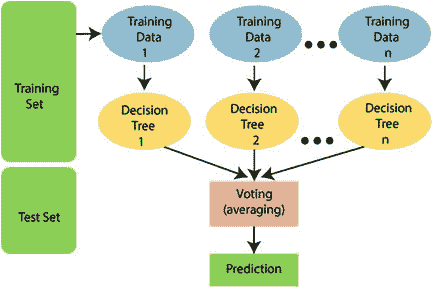 Training
Set
Training
Data
1
Training
Data
2
Training
Data
n
Decision
Tree
1
Decision
Tree
2
Decision
Tree
n
Test Set
Voting
(averaging)
Prediction